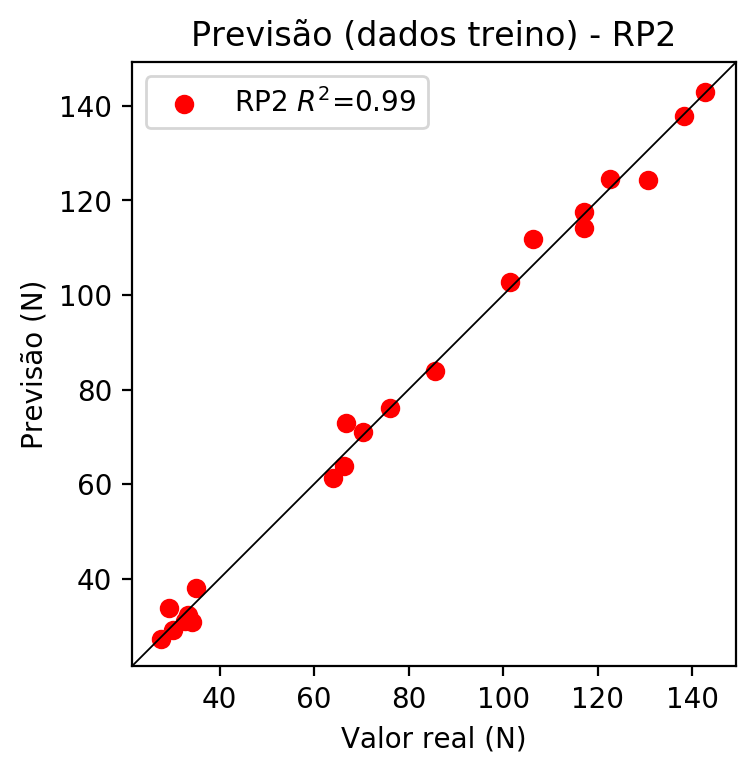 Previsão (dados treino) - RP2
RP2 R²=0.99
Previsão (N)
140
120
100
80
60
40
40 60 80 100 120 140
Valor real (N)